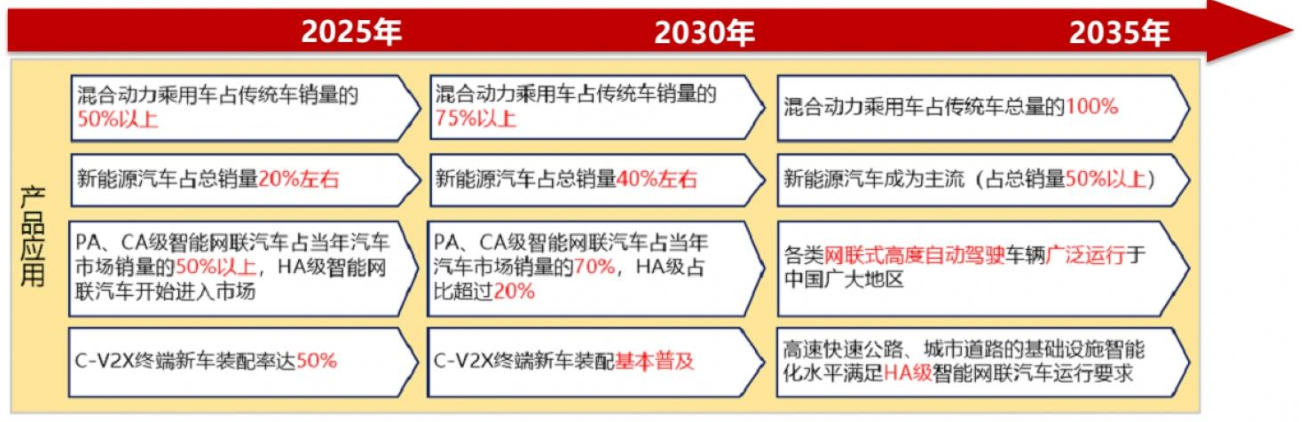 2025年
2030年
2035年
产品应用
混合动力乘用车占传统车销量的
50%以上
混合动力乘用车占传统车销量的
75%以上
混合动力乘用车占传统车总量的100%
新能源汽车占总销量20%左右
新能源汽车占总销量40%左右
新能源汽车成为主流（占总销量50%以上）
PA、CA级智能网联汽车占当年汽车
市场销量的50%以上，HA级智能网
联汽车开始进入市场
PA、CA级智能网联汽车占当年
汽车市场销量的70%，HA级占
比超过20%
各类网联式高度自动驾驶车辆广泛运行于
中国广大地区
C-V2X终端新车装配率达50%
C-V2X终端新车装配基本普及
高速快速公路、城市道路的基础设施智能
化水平满足HA级智能网联汽车运行要求